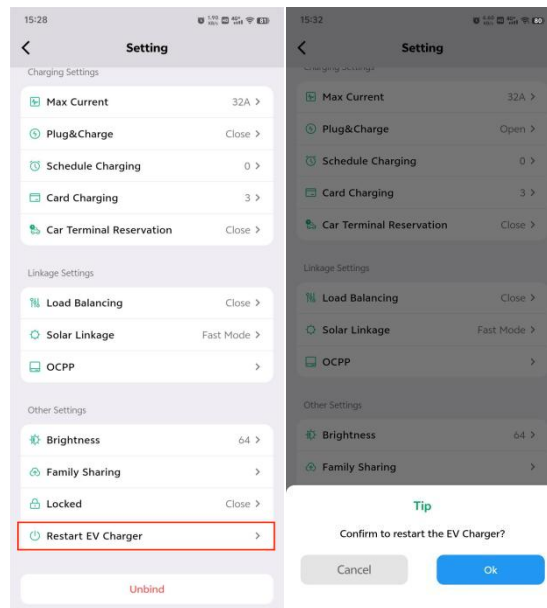 15:28
Setting
Charging Settings
Max Current 32A >
Plug&Charge Close >
Schedule Charging 0 >
Card Charging 3 >
Car Terminal Reservation Close >
Linkage Settings
Load Balancing Close >
Solar Linkage Fast Mode >
OCPP >
Other Settings
Brightness 64 >
Family Sharing >
Locked Close >
Restart EV Charger >
Unbind
15:32
80
Setting
Charging Settings
Max Current 32A >
Plug&Charge Open >
Schedule Charging 0 >
Card Charging 3 >
Car Terminal Reservation Close >
Linkage Settings
Load Balancing Close >
Solar Linkage Fast Mode >
OCPP >
Other Settings
Brightness 64 >
Family Sharing >
Tip
Confirm to restart the EV Charger?
Cancel Ok